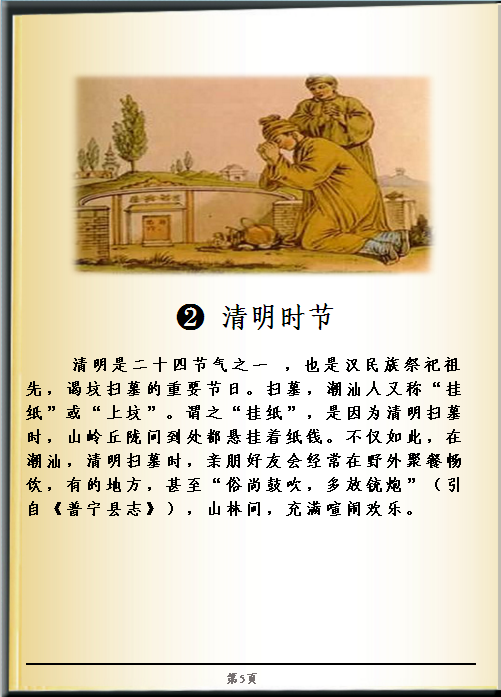 ❷ 清明时节
清明是二十四节气之一 ，也是汉民族祭祀祖
先，谒坟扫墓的重要节日。扫墓，潮汕人又称“挂
纸”或“上坟”。谓之“挂纸”，是因为清明扫墓
时，山岭丘陇间到处都悬挂着纸钱。不仅如此，在
潮汕，清明扫墓时，亲朋好友会经常在野外聚餐畅
饮，有的地方，甚至“俗尚鼓吹，多放铳炮”（引
自《普宁县志》），山林间，充满喧闹欢乐。
第5頁